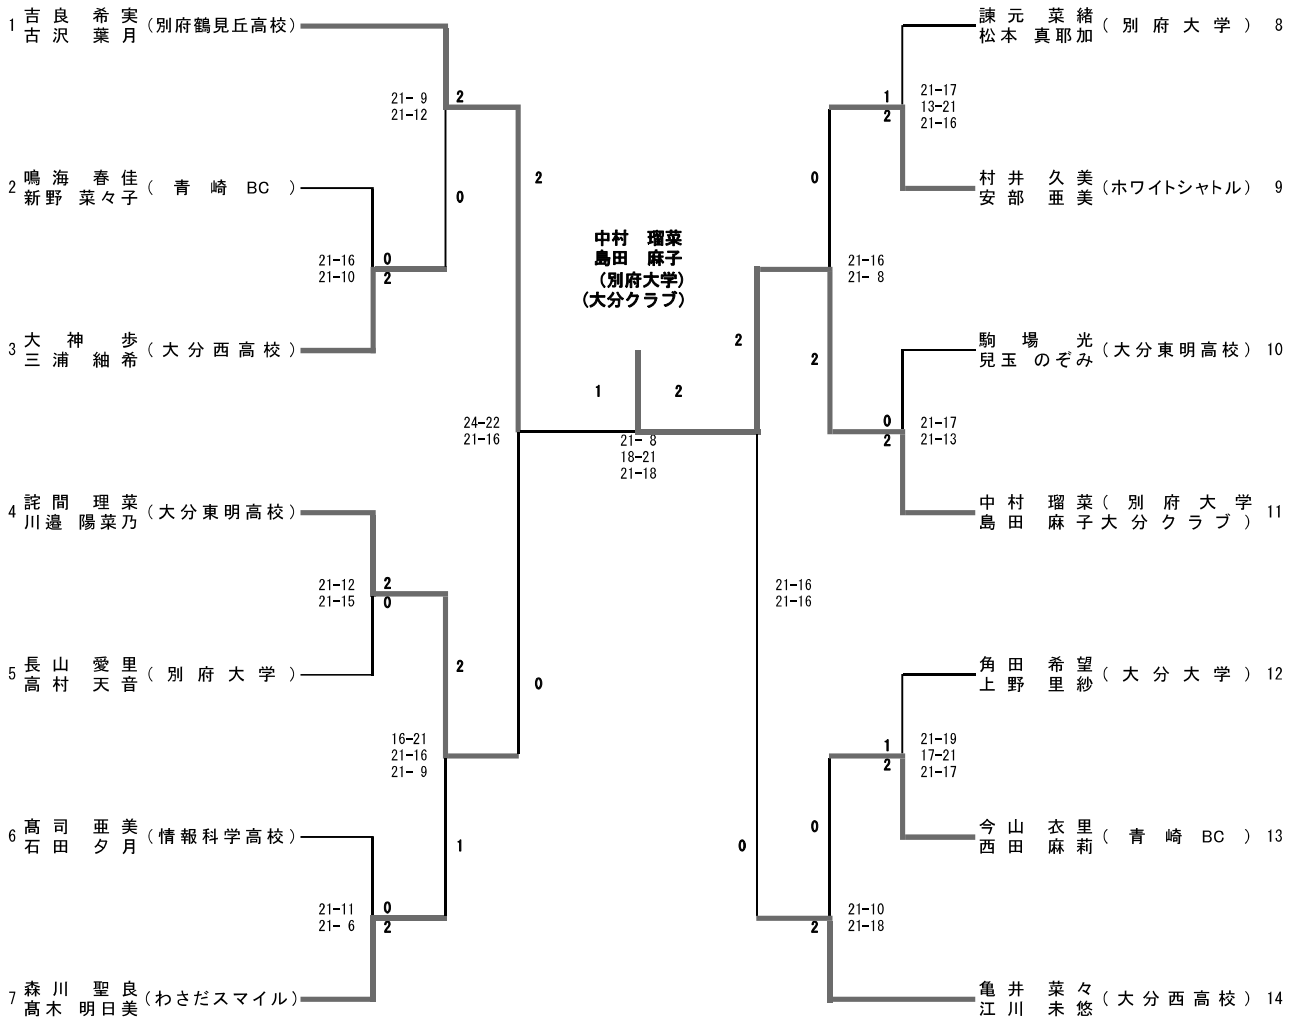 1 吉良 希実 (別府鶴見丘高校)
古沢 葉月
21- 9
21-12
2
0
2 鳴海 春佳 ( 青崎 BC )
新野 菜々子
21-16
21-10
0
2
3 大神 歩 (大分西高校)
三浦 紬希
2
24-22
21-16
4 詫間 理菜 (大分東明高校)
川邉 陽菜乃
21-12
21-15
2
0
5 長山 愛里 ( 別府大学 )
高村 天音
2
0
16-21
21-16
21- 9
1
6 髙司 亜美 (情報科学高校)
石田 夕月
21-11
21- 6
0
2
7 森川 聖良 (わさだスマイル)
髙木 明日美
中村 瑠菜
島田 麻子
(別府大学)
(大分クラブ)
1
2
21- 8
18-21
21-18
諫元 菜緒 ( 別府大学 ) 8
松本 真耶加
1
2
21-17
13-21
21-16
0
村井 久美 (ホワイトシャトル) 9
安部 亜美
21-16
21- 8
2
2
駒場 光 (大分東明高校) 10
兒玉 のぞみ
0
2
21-17
21-13
中村 瑠菜 ( 別府大学 11
島田 麻子 大分クラブ )
21-16
21-16
角田 希望 ( 大分大学 ) 12
上野 里紗
1
2
21-19
17-21
21-17
0
0
今山 衣里 ( 青崎 BC ) 13
西田 麻莉
2
21-10
21-18
亀井 菜々 (大分西高校) 14
江川 未悠